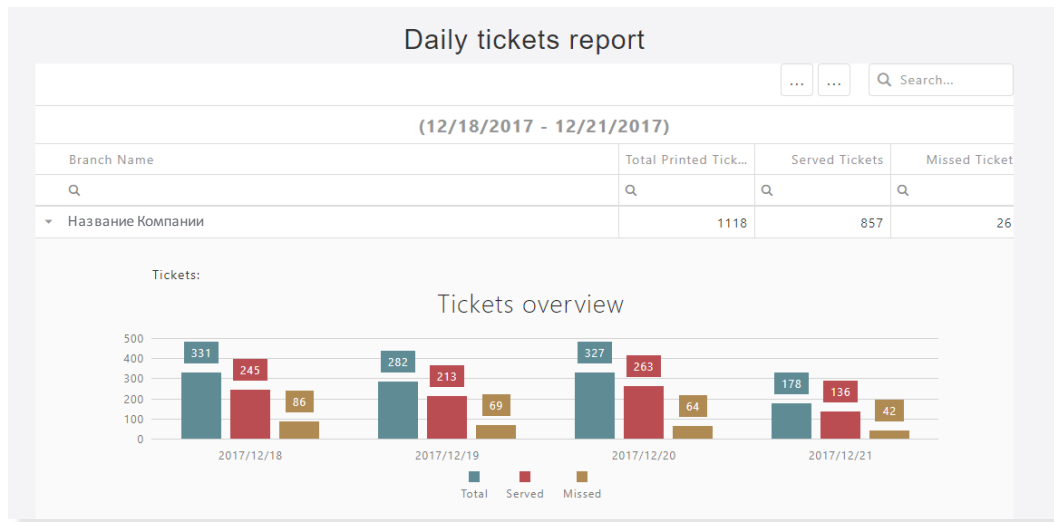 Daily tickets report
... ... Search...
(12/18/2017 - 12/21/2017)
Branch Name Total Printed Tick... Served Tickets Missed Ticket
Название Компании 1118 857 26
Tickets:
Tickets overview
500
400
300
200
100
0
331 245 86
282 213 69
327 263 64
178 136 42
2017/12/18 2017/12/19 2017/12/20 2017/12/21
Total Served Missed